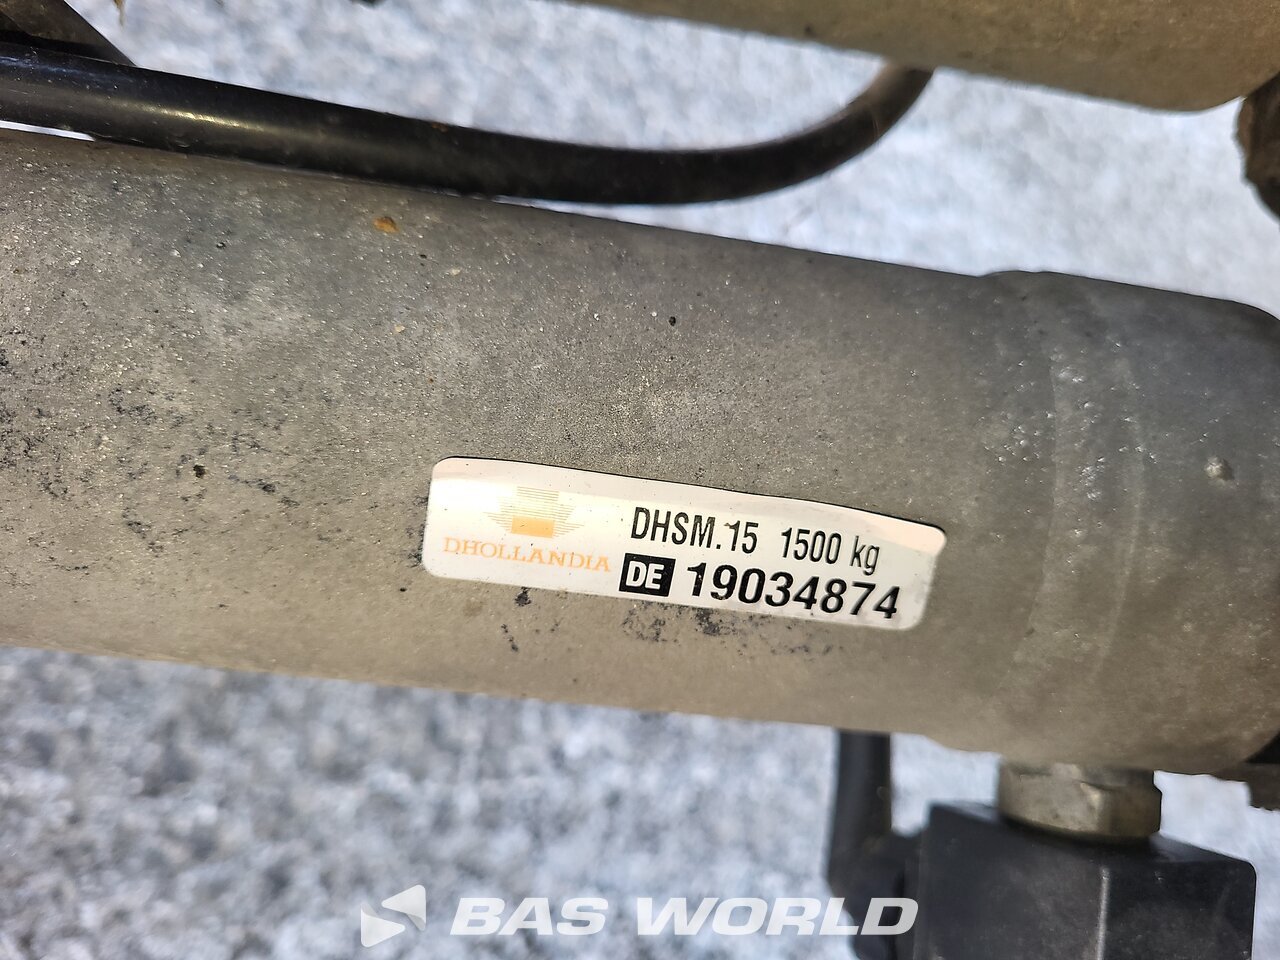 DHOLLANDIA
DHSM.15 1500 kg
DE 19034874
BAS WORLD